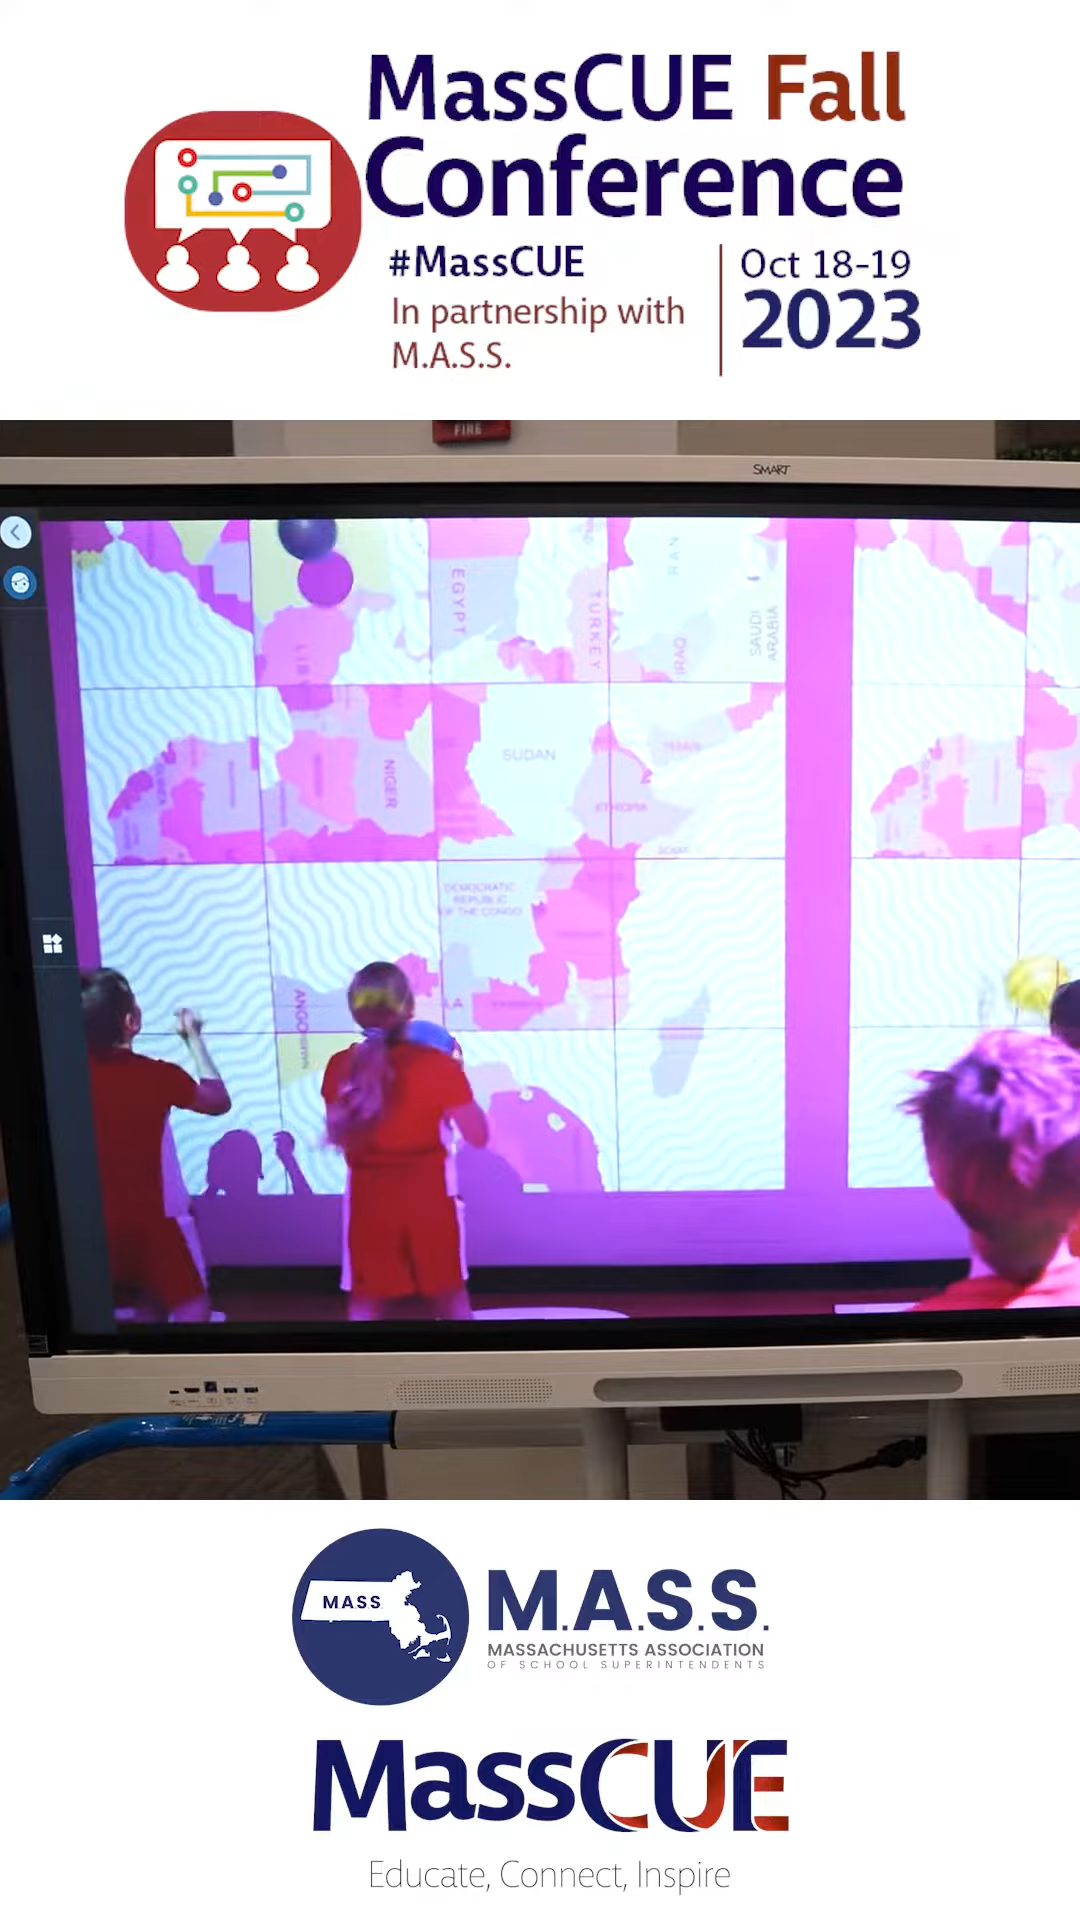 MassCUE Fall
Conference
#MassCUE
In partnership with
M.A.S.S.
Oct 18-19
2023
FIRE
SMART
EGYPT
TURKEY
IRAN
IRAQ
SAUDI
ARABIA
NIGER
SUDAN
ETHIOPIA
DEMOCRATIC
REPUBLIC
OF THE CONGO
MASS
M.A.S.S.
MASSACHUSETTS ASSOCIATION
OF SCHOOL SUPERINTENDENTS
MassCUE
Educate, Connect, Inspire